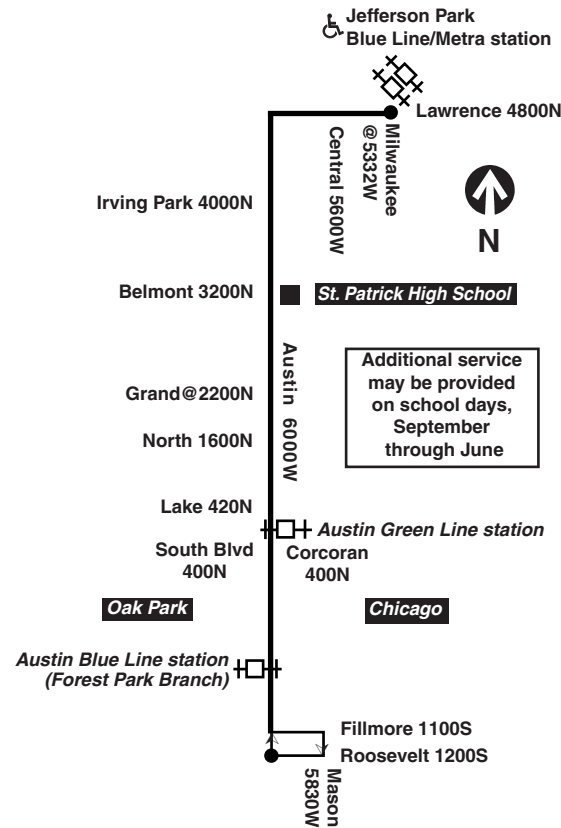 Jefferson Park
Blue Line/Metra station
Lawrence 4800N
Milwaukee
@ 5332W
Central 5600W
Irving Park 4000N
N
Belmont 3200N
St. Patrick High School
Austin 6000W
Additional service
may be provided
on school days,
September
through June
Grand@2200N
North 1600N
Lake 420N
Austin Green Line station
South Blvd
400N
Corcoran
400N
Oak Park
Chicago
Austin Blue Line station
(Forest Park Branch)
Fillmore 1100S
Roosevelt 1200S
Mason
5830W